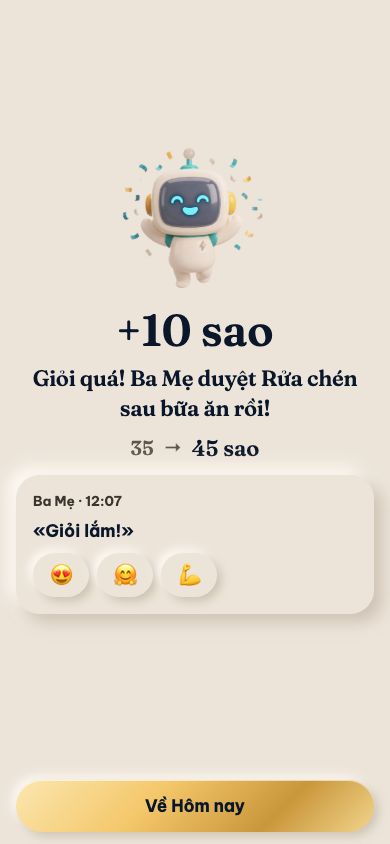 +10 sao
Giỏi quá! Ba Mẹ duyệt Rửa chén
sau bữa ăn rồi!
35 → 45 sao
Ba Mẹ · 12:07
«Giỏi lắm!»
😍 🤗 💪
Về Hôm nay